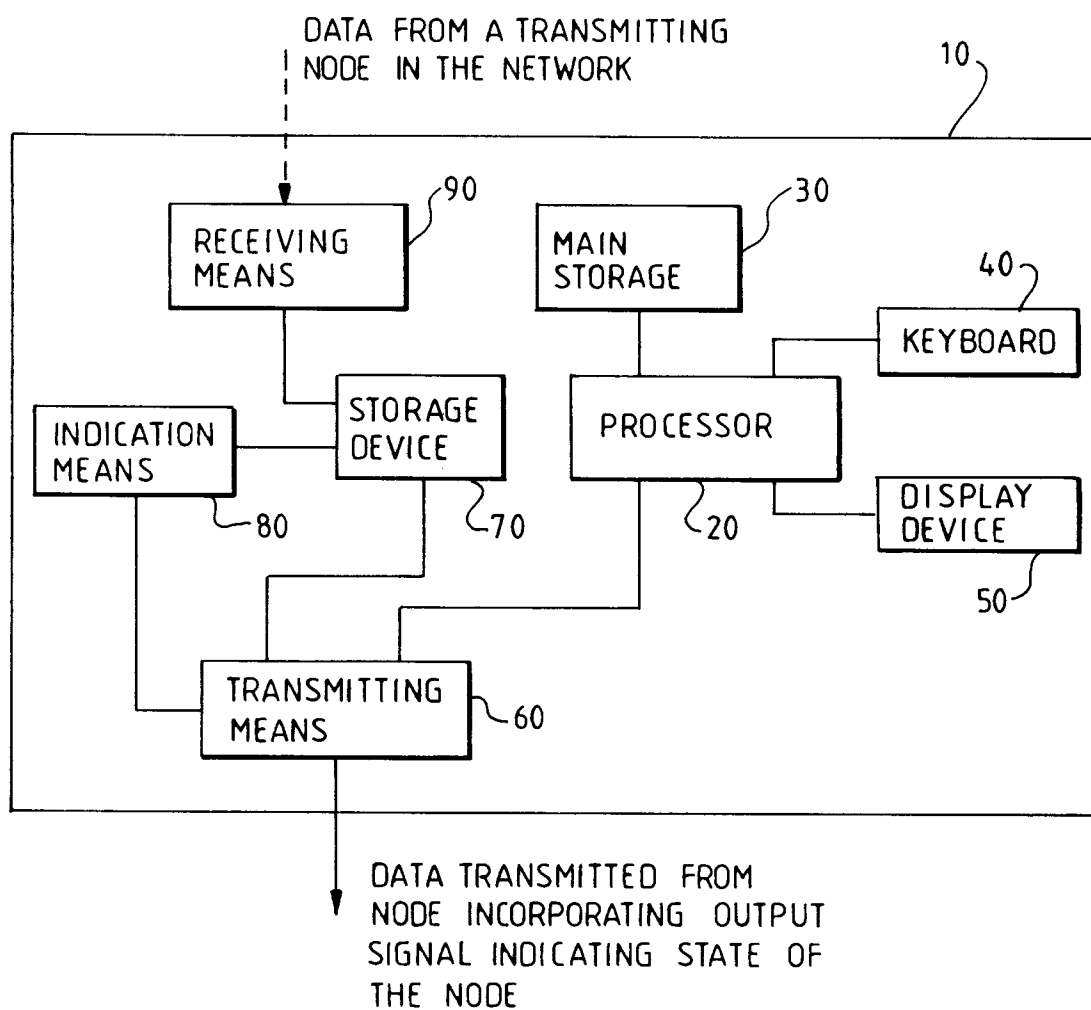 DATA FROM A TRANSMITTING
NODE IN THE NETWORK
10
90
30
RECEIVING
MEANS
MAIN
STORAGE
40
KEYBOARD
STORAGE
DEVICE
PROCESSOR
INDICATION
MEANS
DISPLAY
DEVICE
80
70
20
50
TRANSMITTING
MEANS
60
DATA TRANSMITTED FROM
NODE INCORPORATING OUTPUT
SIGNAL INDICATING STATE OF
THE NODE